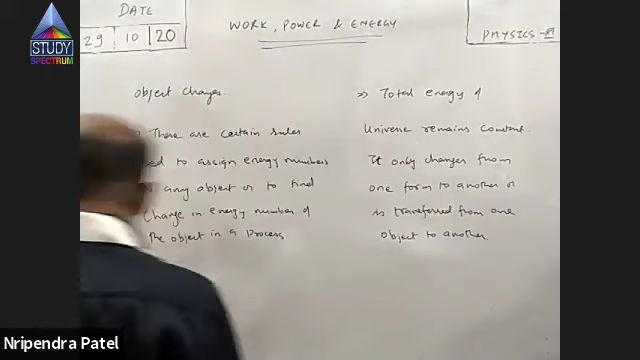 STUDY
SPECTRUM
DATE
29 10 20
WORK, POWER & ENERGY
PHYSICS-XI
object changes.
There are certain rules
to assign energy numbers
any object or to find
Change in energy number of
the object in a Process
⇒ Total energy of
Universe remains constant.
It only changes from
one form to another or
is transferred from one
object to another.
Nripendra Patel